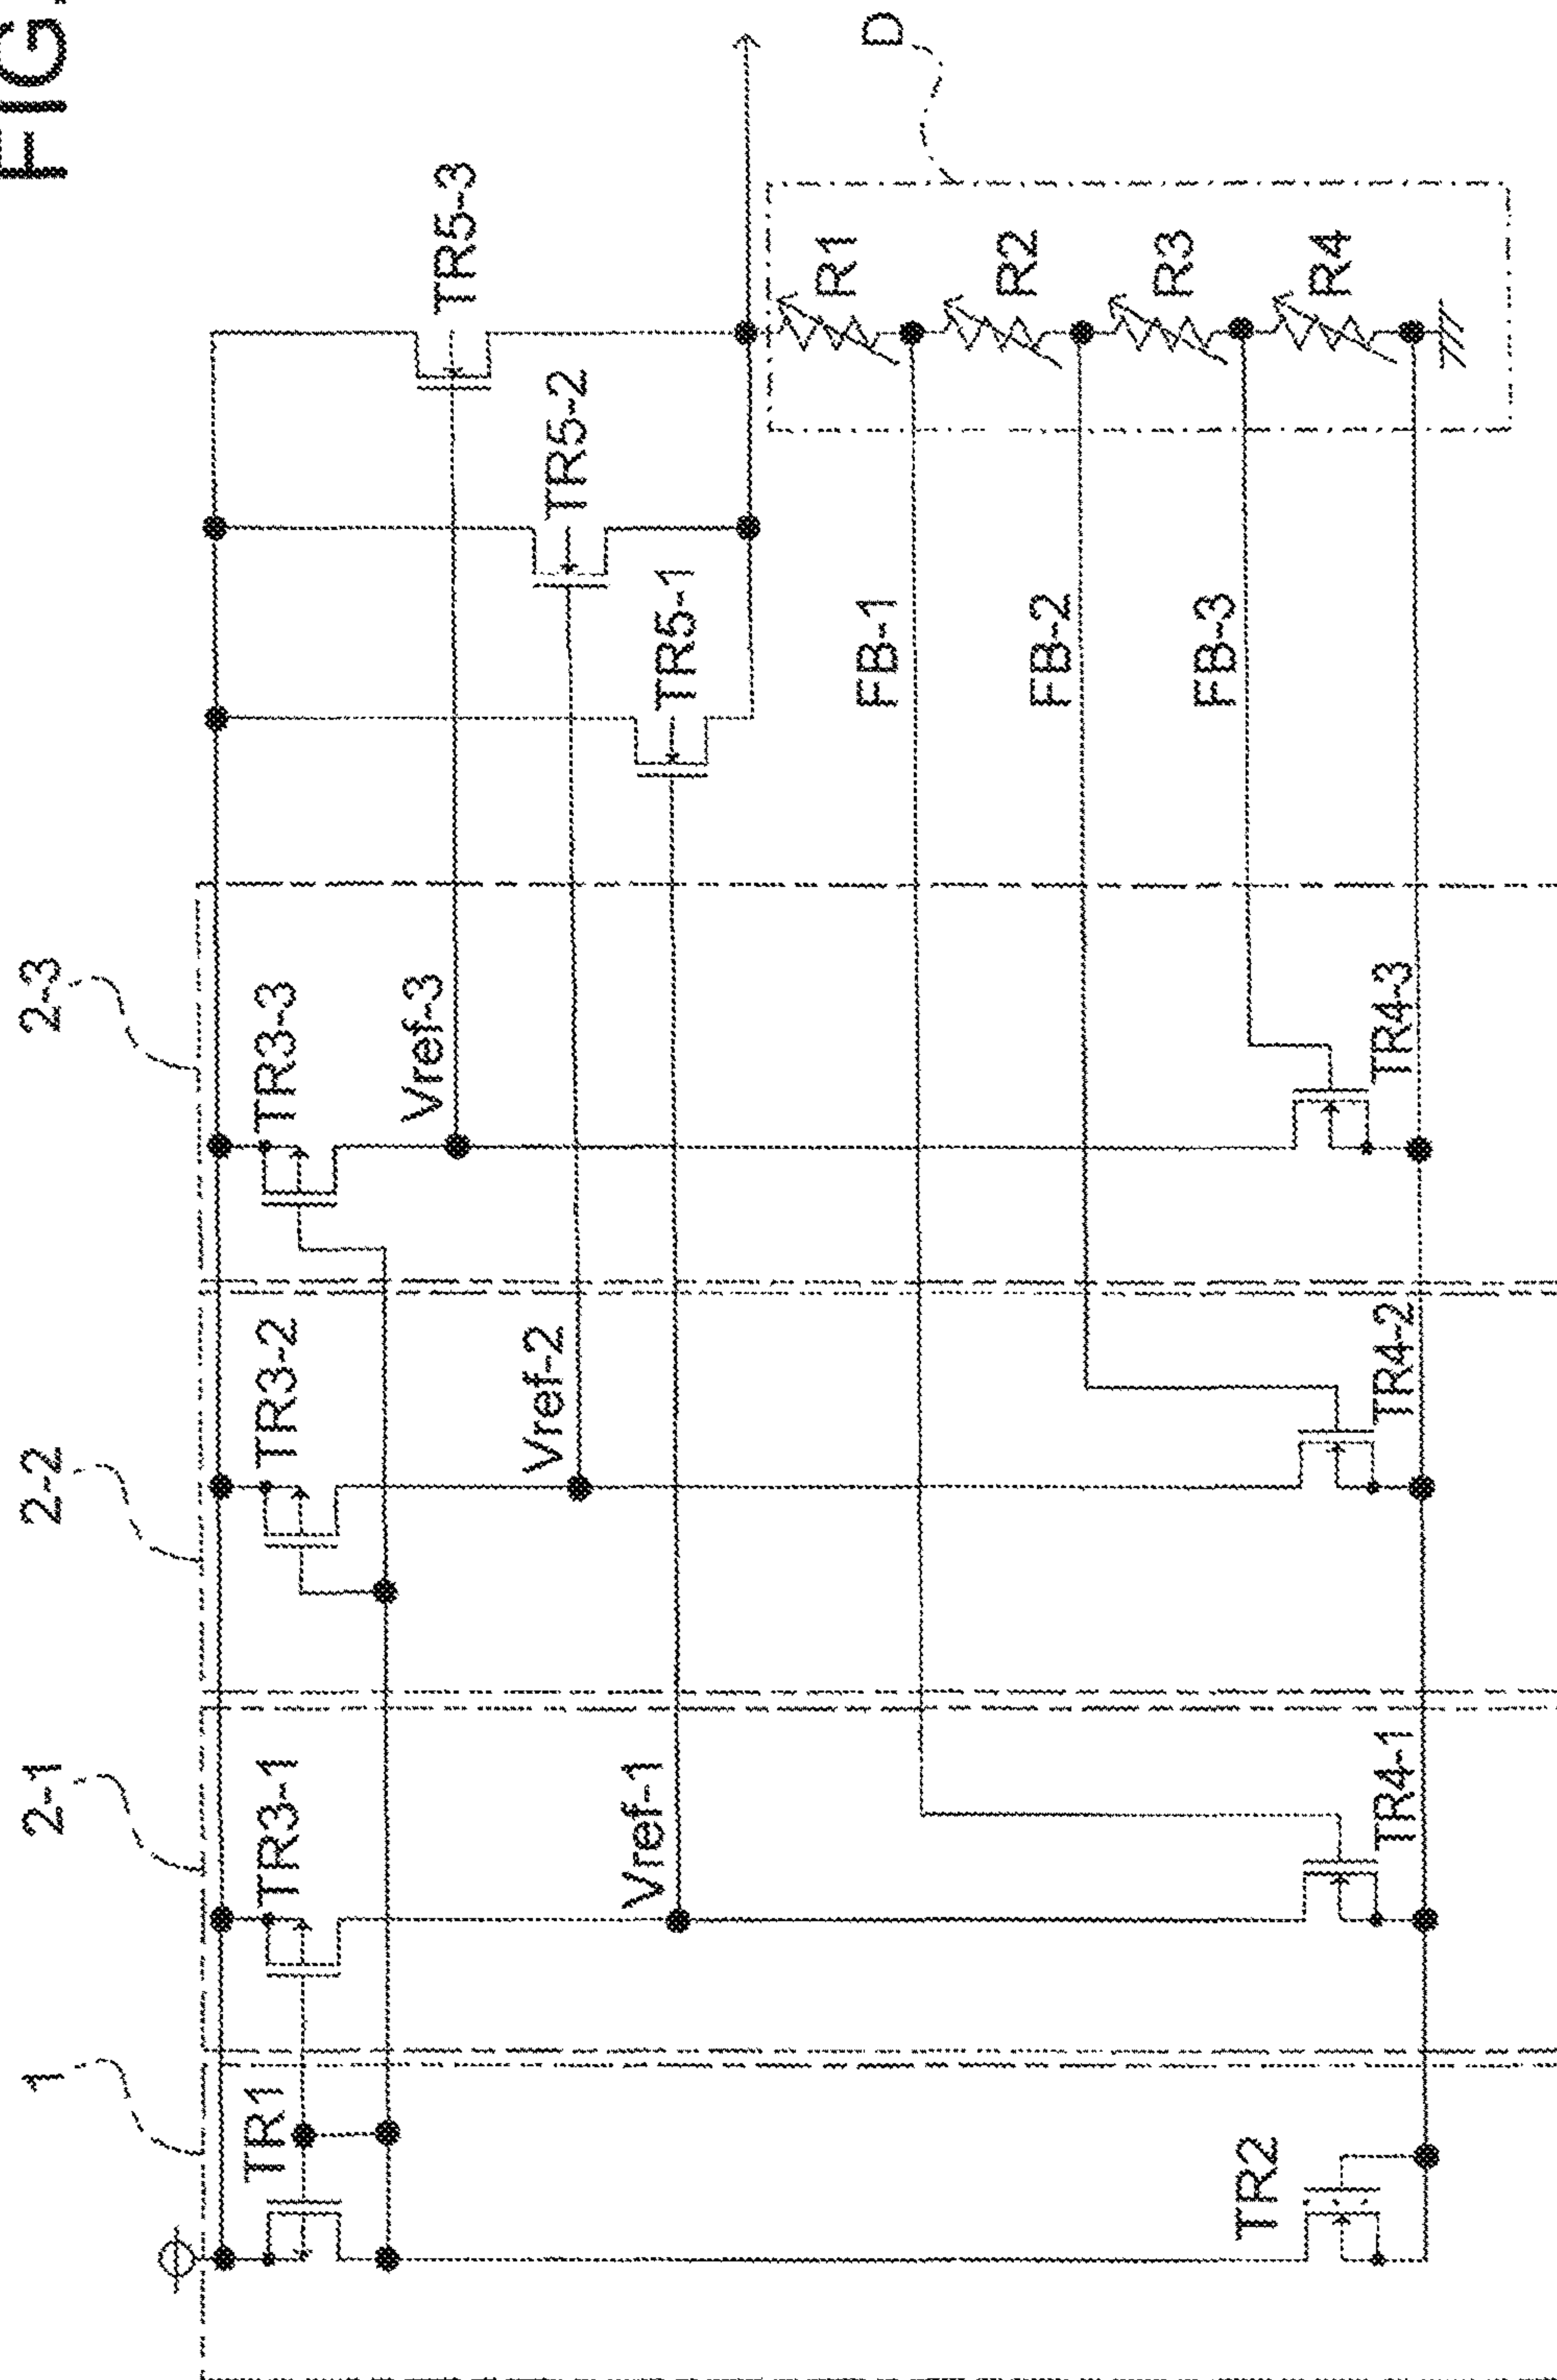 FIG.
1
2-1
2-2
2-3
TR1
TR3-1
TR3-2
TR3-3
TR5-3
Vref-3
Vref-2
TR5-2
Vref-1
TR5-1
D
R1
FB-1
R2
FB-2
R3
FB-3
R4
TR2
TR4-1
TR4-2
TR4-3